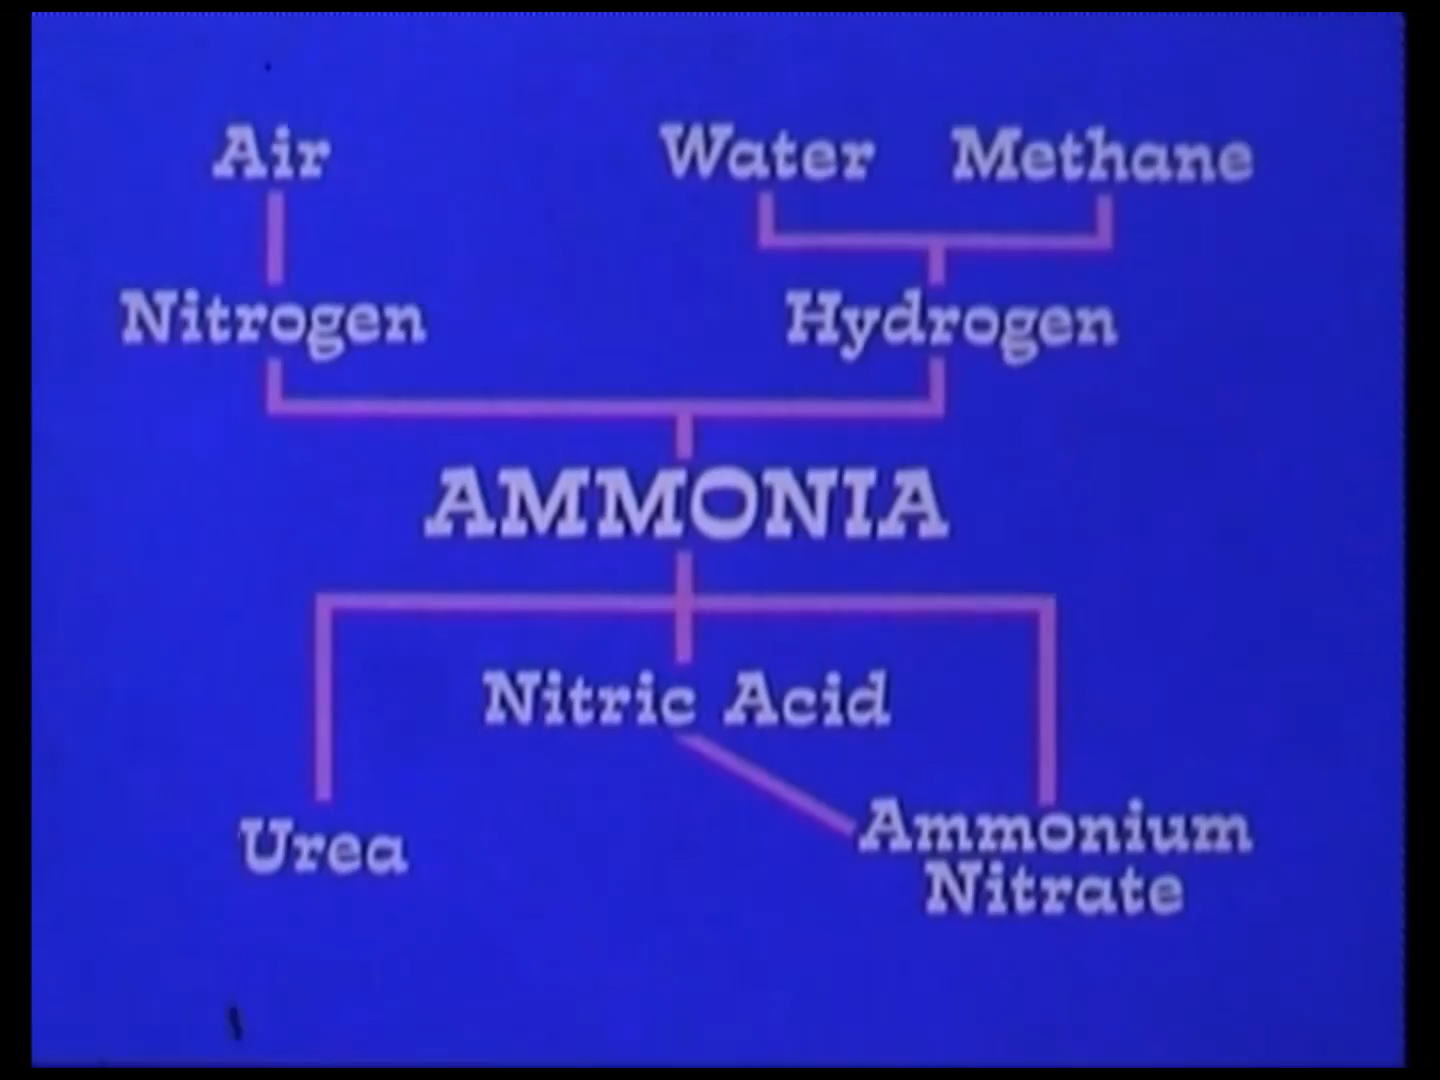 Air
Water Methane
Nitrogen
Hydrogen
AMMONIA
Nitric Acid
Urea
Ammonium
Nitrate